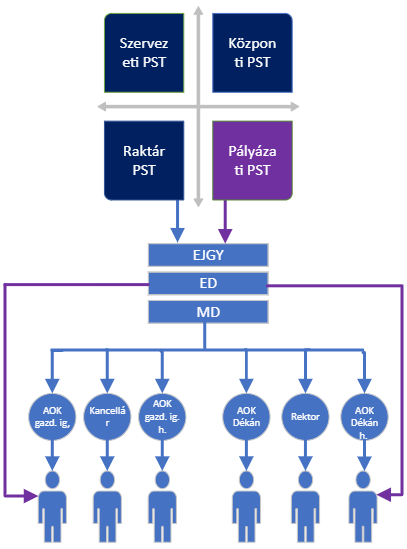 Szervez
eti PST
Közpon
ti PST
Raktár
PST
Pályáza
ti PST
EJGY
ED
MD
AOK
gazd. ig,
Kancellá
r
AOK
gazd. ig.
h.
AOK
Dékán
Rektor
AOK
Dékán
h.